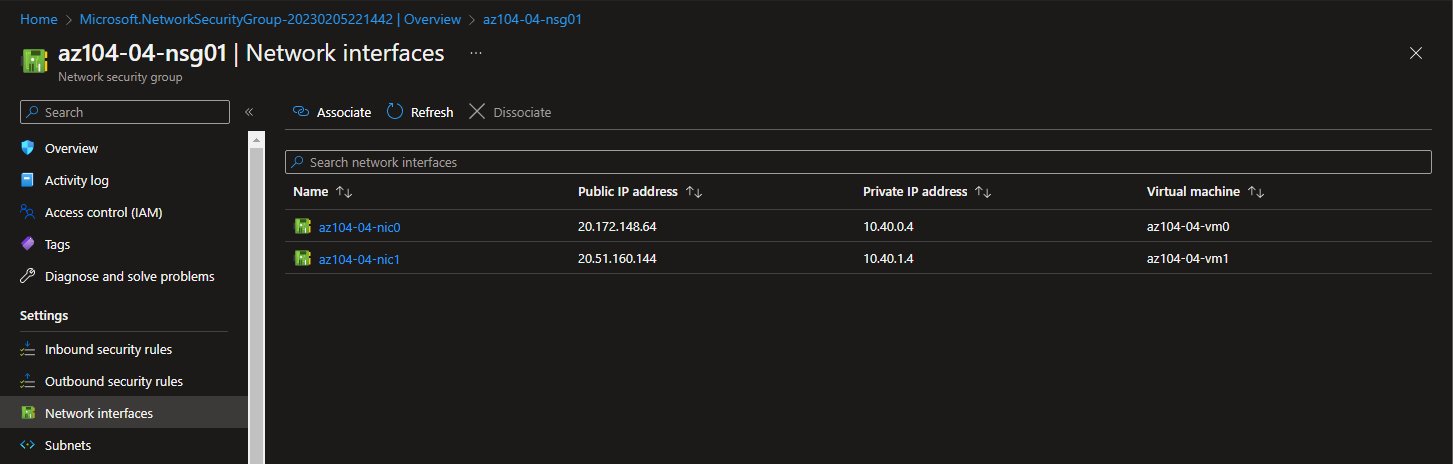 Home > Microsoft.NetworkSecurityGroup-20230205221442 | Overview > az104-04-nsg01
az104-04-nsg01 | Network interfaces ...
Network security group
Search «
Overview
Activity log
Access control (IAM)
Tags
Diagnose and solve problems
Settings
Inbound security rules
Outbound security rules
Network interfaces
Subnets
Associate Refresh Dissociate
Search network interfaces
Name Public IP address Private IP address Virtual machine
az104-04-nic0 20.172.148.64 10.40.0.4 az104-04-vm0
az104-04-nic1 20.51.160.144 10.40.1.4 az104-04-vm1